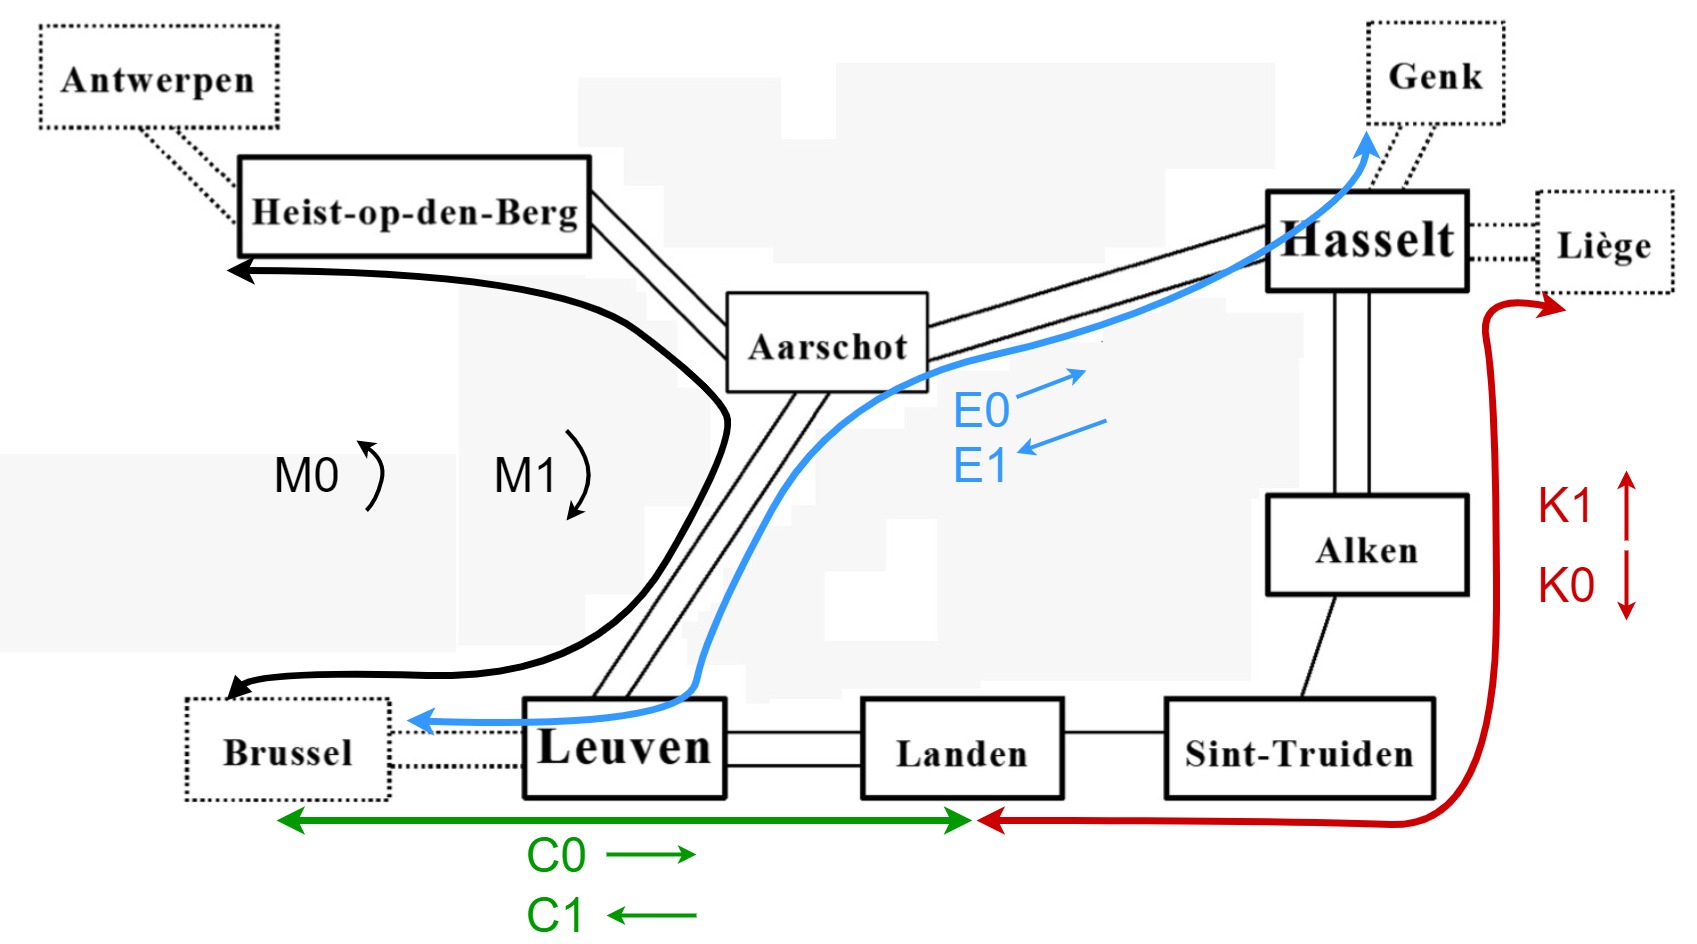 Antwerpen
Genk
Heist-op-den-Berg
Hasselt
Liège
Aarschot
E0
E1
M0
M1
K1
K0
Alken
Brussel
Leuven
Landen
Sint-Truiden
C0
C1